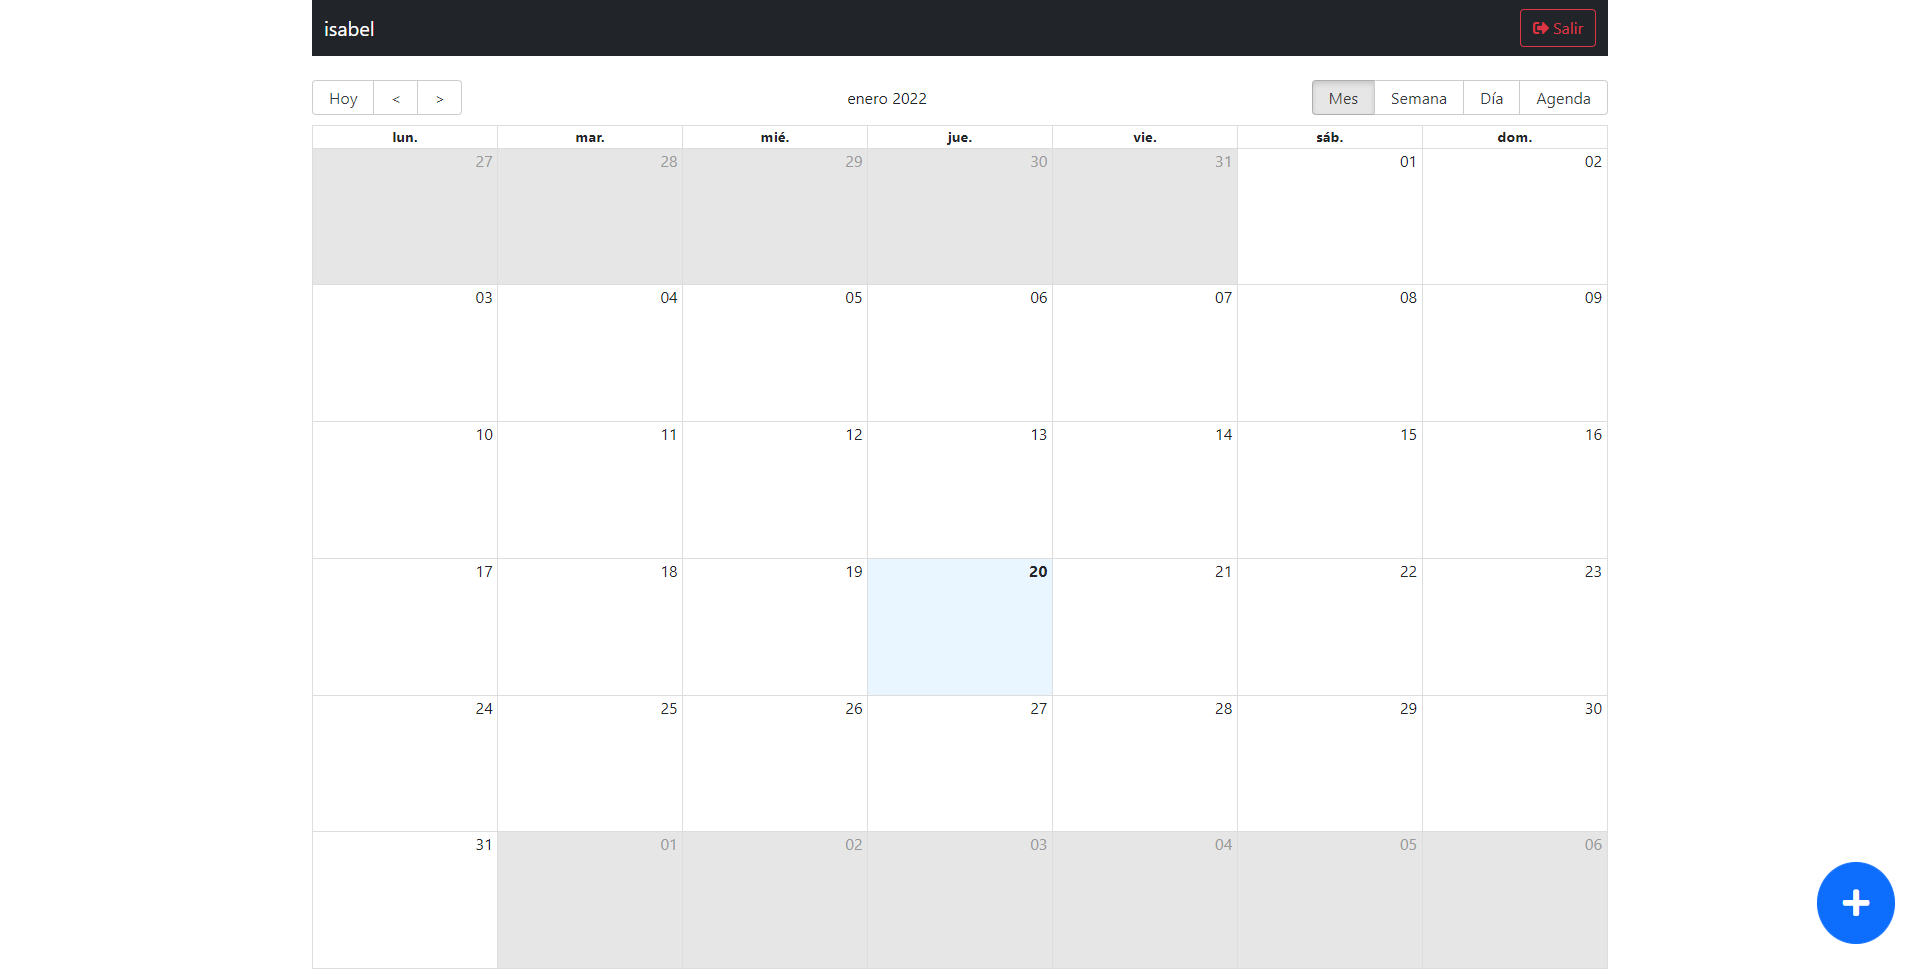 isabel Salir
Hoy < > enero 2022 Mes Semana Día Agenda
lun. mar. mié. jue. vie. sáb. dom.
27 28 29 30 31 01 02
03 04 05 06 07 08 09
10 11 12 13 14 15 16
17 18 19 20 21 22 23
24 25 26 27 28 29 30
31 01 02 03 04 05 06